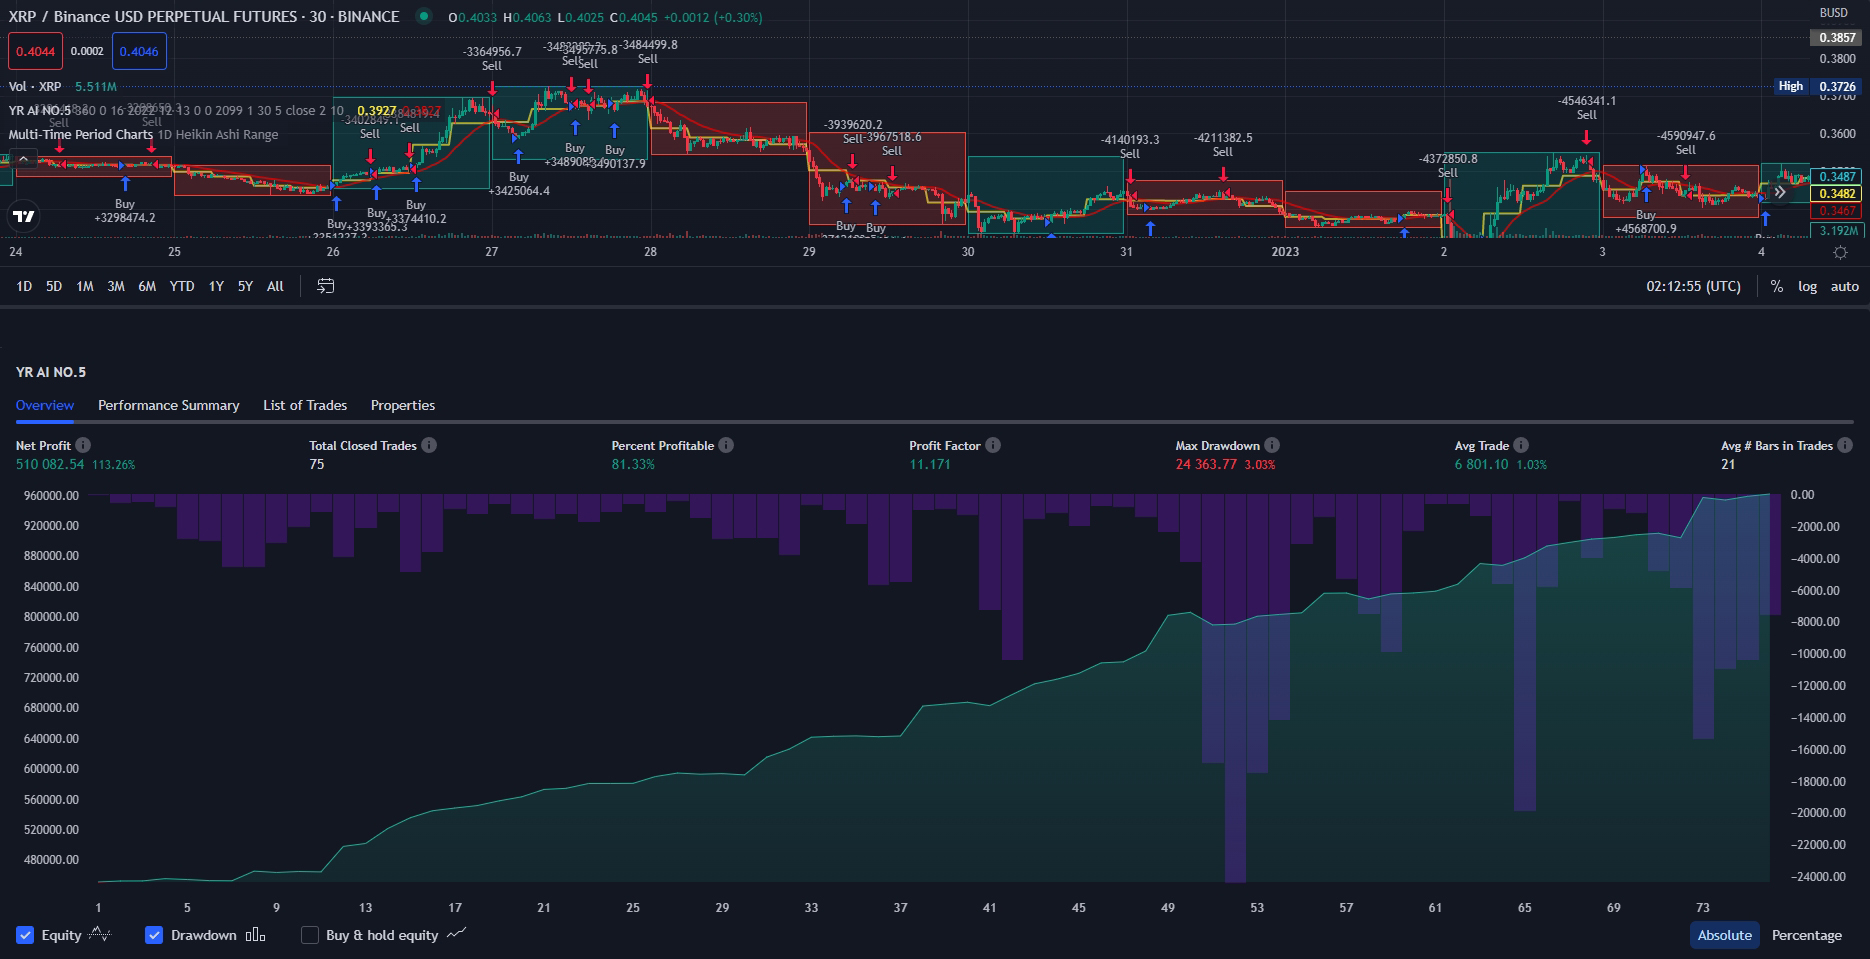 XRP / Binance USD PERPETUAL FUTURES · 30 · BINANCE O0.4033 H0.4063 L0.4025 C0.4045 +0.0012 (+0.30%) BUSD
0.4044 0.0002 0.4046
0.3857
0.3800
Vol · XRP 5.511M
High 0.3726
0.3700
YR AI NO.5 360 0 16 2022-12-13 0 0 2099 1 30 5 close 2 10 0.3927
Multi-Time Period Charts 1D Heikin Ashi Range
0.3600
-3364956.7
Sell
Sell
Sell
-3484499.8
Sell
Sell
Sell
Sell
Sell
-3939620.2
Sell
-3967518.6
Sell
-4140193.3
Sell
-4211382.5
Sell
-4372850.8
Sell
-4546341.1
Sell
-4590947.6
Sell
Buy
+3298474.2
Buy
Buy
+3393365.3
Buy
+3374410.2
Buy
+3425064.4
Buy
Buy
+3490137.9
Buy
Buy
Buy
+4568700.9
0.3487
0.3482
0.3467
3.192M
24 25 26 27 28 29 30 31 2023 2 3 4
1D 5D 1M 3M 6M YTD 1Y 5Y All
02:12:55 (UTC) % log auto
YR AI NO.5
Overview Performance Summary List of Trades Properties
Net Profit Total Closed Trades Percent Profitable Profit Factor Max Drawdown Avg Trade Avg # Bars in Trades
510 082.54 113.26% 75 81.33% 11.171 24 363.77 3.03% 6 801.10 1.03% 21
960000.00 0.00
920000.00 −2000.00
880000.00 −4000.00
840000.00 −6000.00
800000.00 −8000.00
760000.00 −10000.00
720000.00 −12000.00
680000.00 −14000.00
640000.00 −16000.00
600000.00 −18000.00
560000.00 −20000.00
520000.00 −22000.00
480000.00 −24000.00
1 5 9 13 17 21 25 29 33 37 41 45 49 53 57 61 65 69 73
Equity Drawdown Buy & hold equity Absolute Percentage